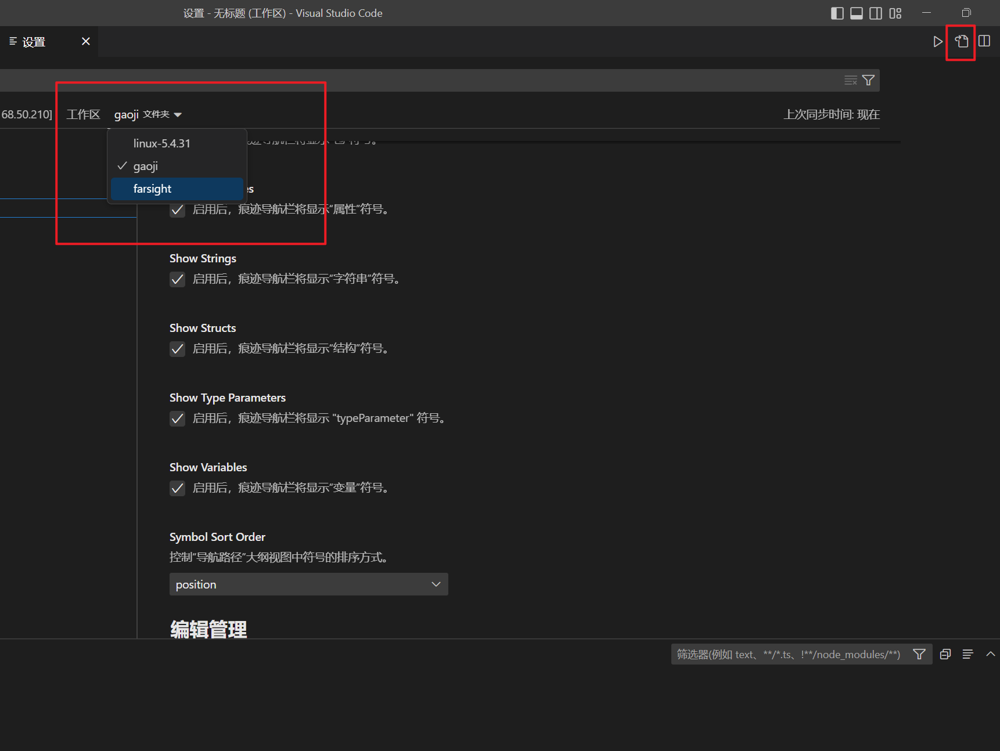 设置 - 无标题 (工作区) - Visual Studio Code
设置
68.50.210] 工作区 gaoji 文件夹 上次同步时间: 现在
linux-5.4.31
gaoji
farsight
es
启用后，痕迹导航栏将显示“属性”符号。
Show Strings
启用后，痕迹导航栏将显示“字符串”符号。
Show Structs
启用后，痕迹导航栏将显示“结构”符号。
Show Type Parameters
启用后，痕迹导航栏将显示 "typeParameter" 符号。
Show Variables
启用后，痕迹导航栏将显示“变量”符号。
Symbol Sort Order
控制“导航路径”大纲视图中符号的排序方式。
position
编辑管理
筛选器(例如 text、**/*.ts、!**/node_modules/**)